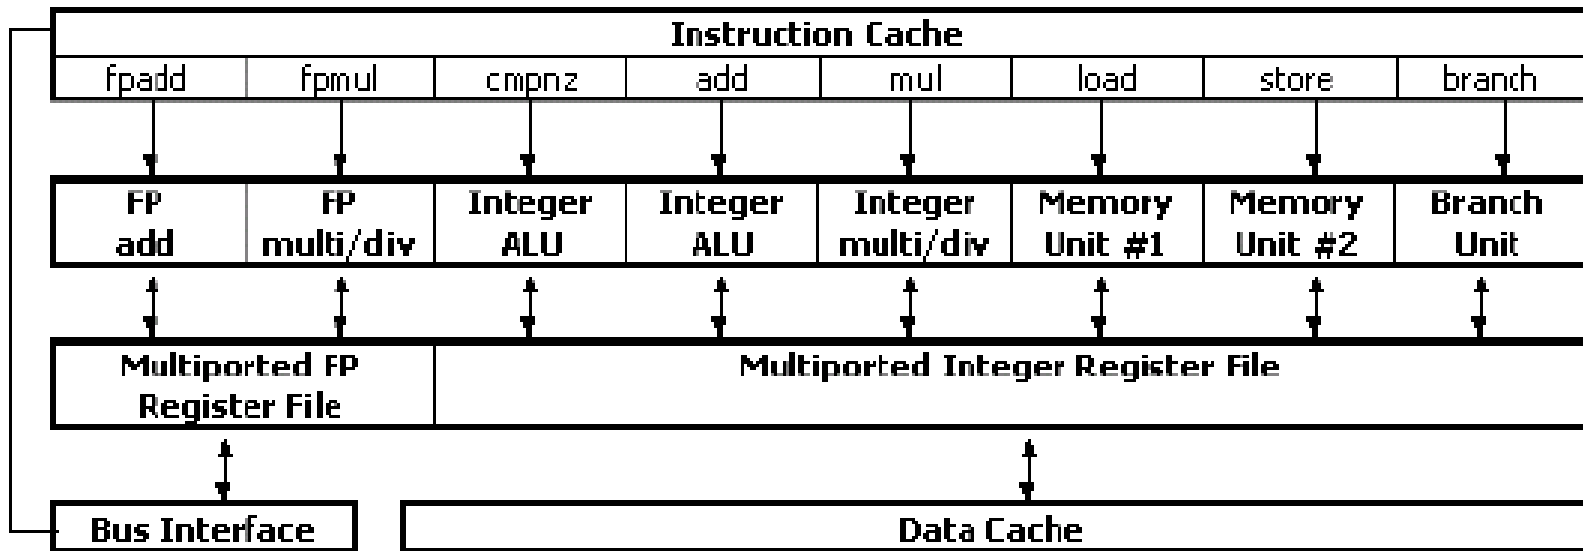 Instruction Cache
fpadd fpmul cmpnz add mul load store branch
FP FP Integer Integer Integer Memory Memory Branch
add multi/div ALU ALU multi/div Unit #1 Unit #2 Unit
Multiported FP Multiported Integer Register File
Register File
Bus Interface Data Cache